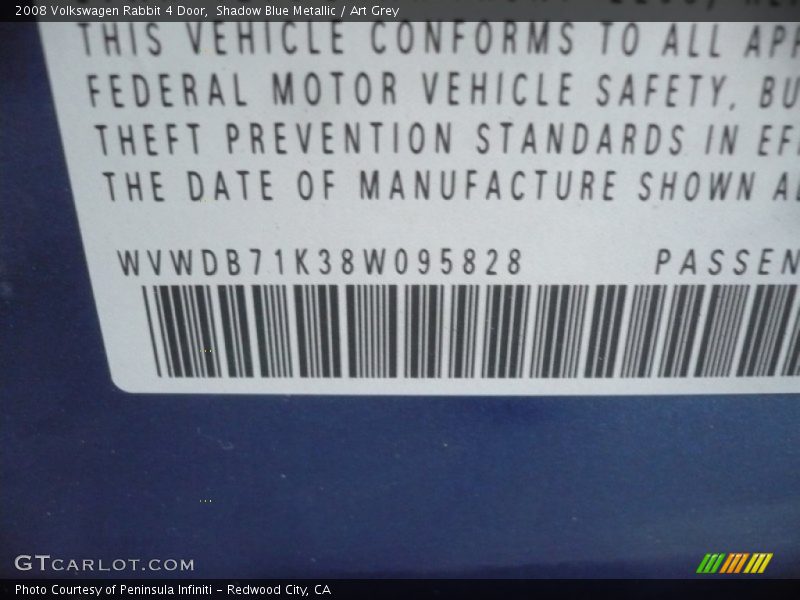 2008 Volkswagen Rabbit 4 Door, Shadow Blue Metallic / Art Grey
THIS VEHICLE CONFORMS TO ALL
FEDERAL MOTOR VEHICLE SAFETY, BU
THEFT PREVENTION STANDARDS IN EF
THE DATE OF MANUFACTURE SHOWN
WVWDB71K38W095828 PASSEN
GTCARLOT.COM
Photo Courtesy of Peninsula Infiniti - Redwood City, CA